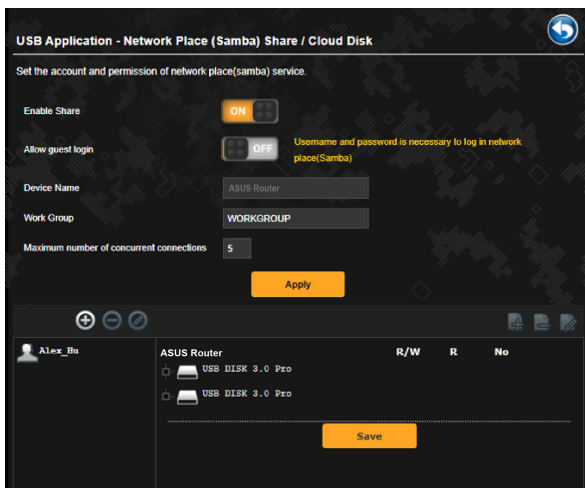 USB Application - Network Place (Samba) Share / Cloud Disk
Set the account and permission of network place(samba) service.
Enable Share ON
Allow guest login OFF Username and password is necessary to log in network
place(Samba)
Device Name ASUS Router
Work Group WORKGROUP
Maximum number of concurrent connections 5
Apply
Alex_Hu ASUS Router R/W R No
USB DISK 3.0 Pro
USB DISK 3.0 Pro
Save